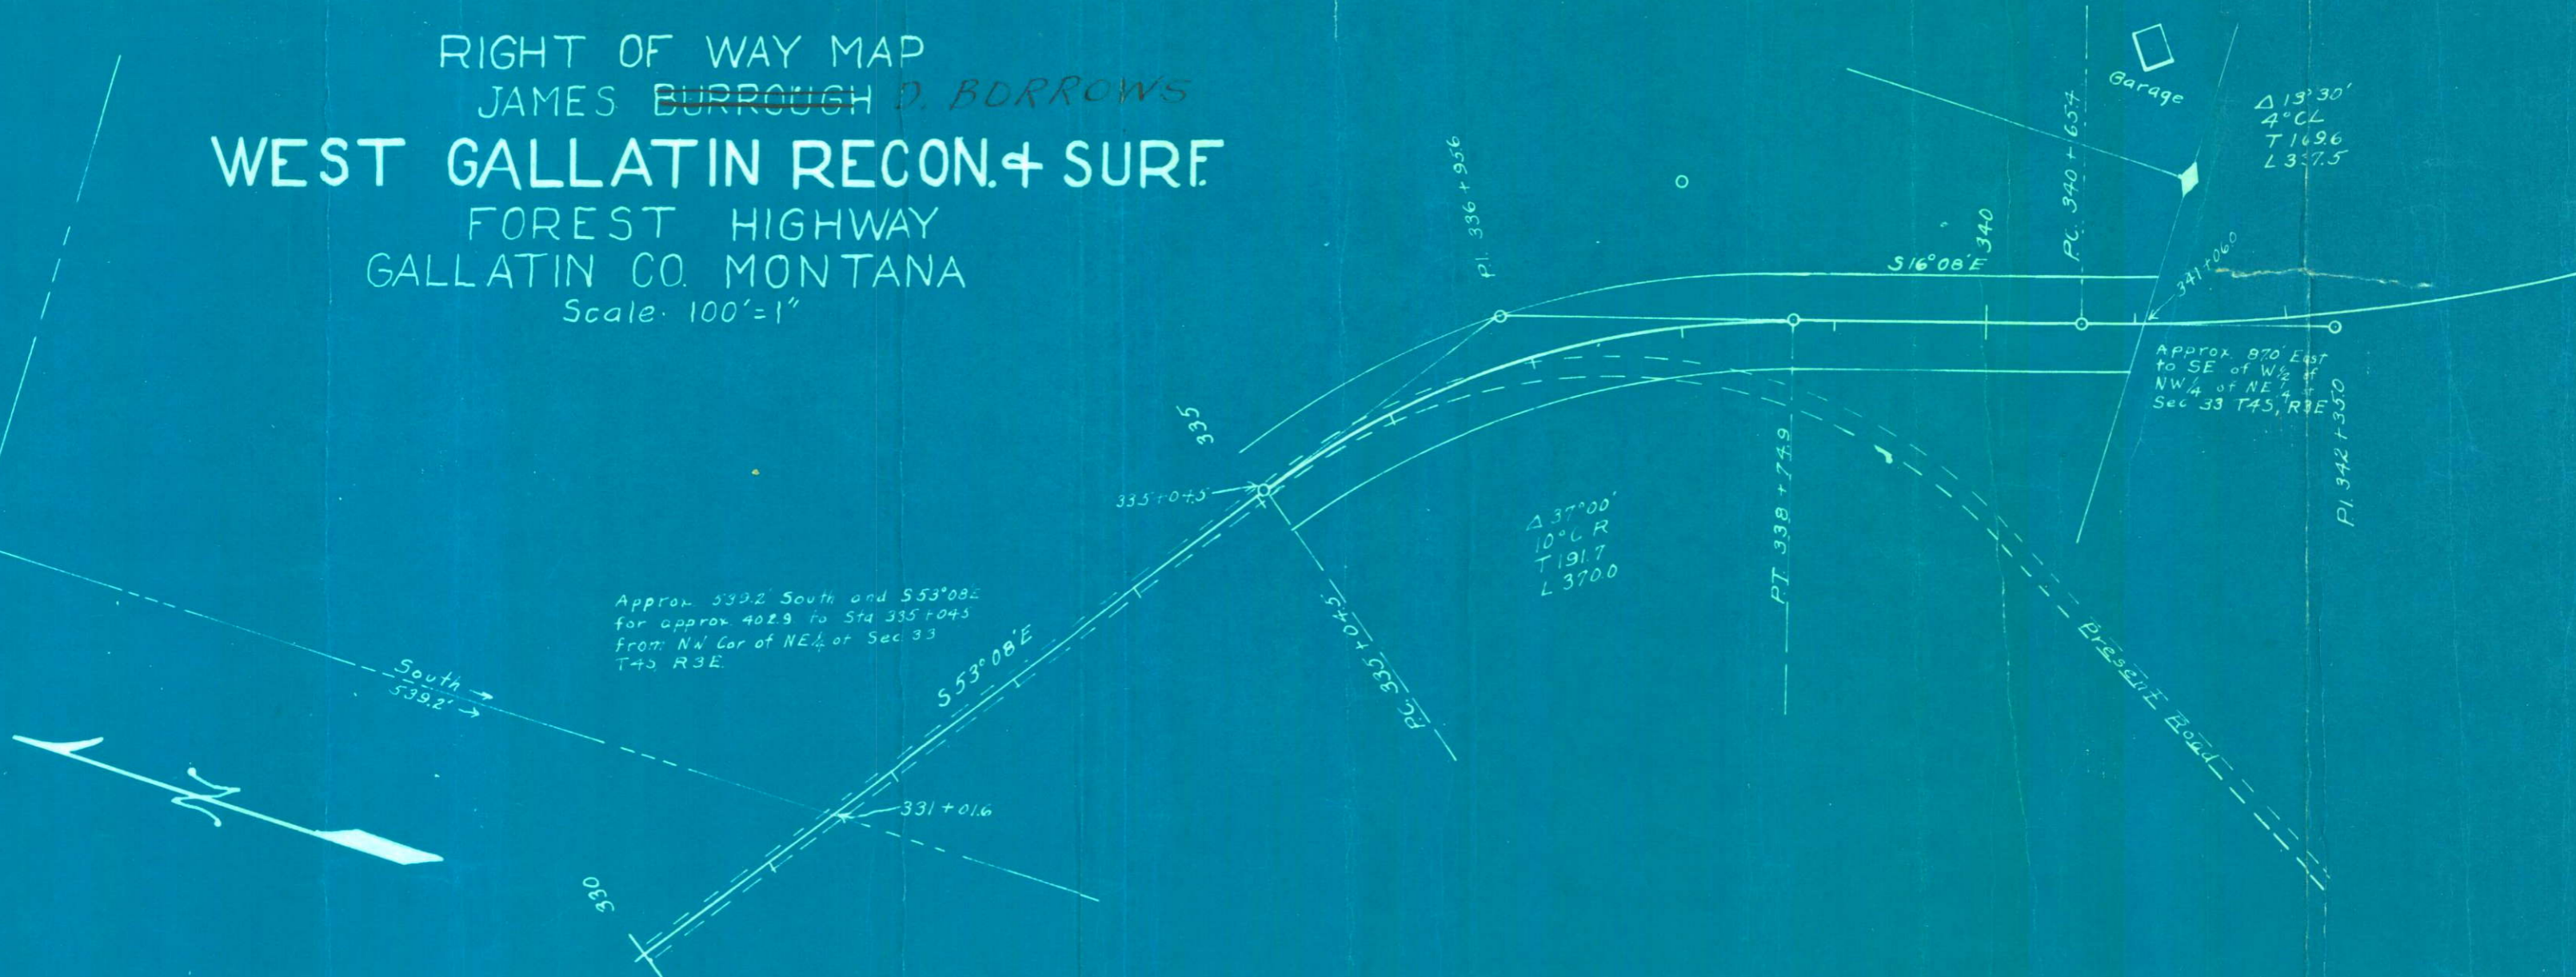 RIGHT OF WAY MAP
JAMES BURROUGH D. BORROWS
WEST GALLATIN RECON. & SURF.
FOREST HIGHWAY
GALLATIN CO. MONTANA
Scale. 100'=1"
P.I. 336+95.6
S16°08'E
340
P.C. 340+65.4
Garage
Δ 13°30'
4°CL
T 169.6
L 337.5
341+06.0
Approx. 870' East
to SE of W½ of
NW¼ of NE¼ of
Sec 33 T4S, R3E
P.I. 342+35.0
335
335+04.5
P.C. 335+04.5
Δ 37°00'
10°C R
T 191.7
L 370.0
P.T. 338+74.9
Present Road
Approx. 539.2' South and S53°08'E
for approx. 402.9 to Sta 335+04.5
from NW Cor of NE¼ of Sec 33
T4S, R3E.
S53°08'E
South
539.2'
331+01.6
330
N